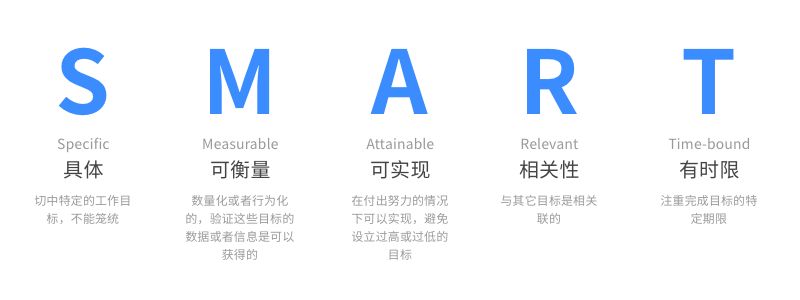 S M A R T
Specific
具体
切中特定的工作目
标，不能笼统
Measurable
可衡量
数量化或者行为化
的，验证这些目标的
数据或者信息是可以
获得的
Attainable
可实现
在付出努力的情况
下可以实现，避免
设立过高或过低的
目标
Relevant
相关性
与其它目标是相关
联的
Time-bound
有时限
注重完成目标的特
定期限